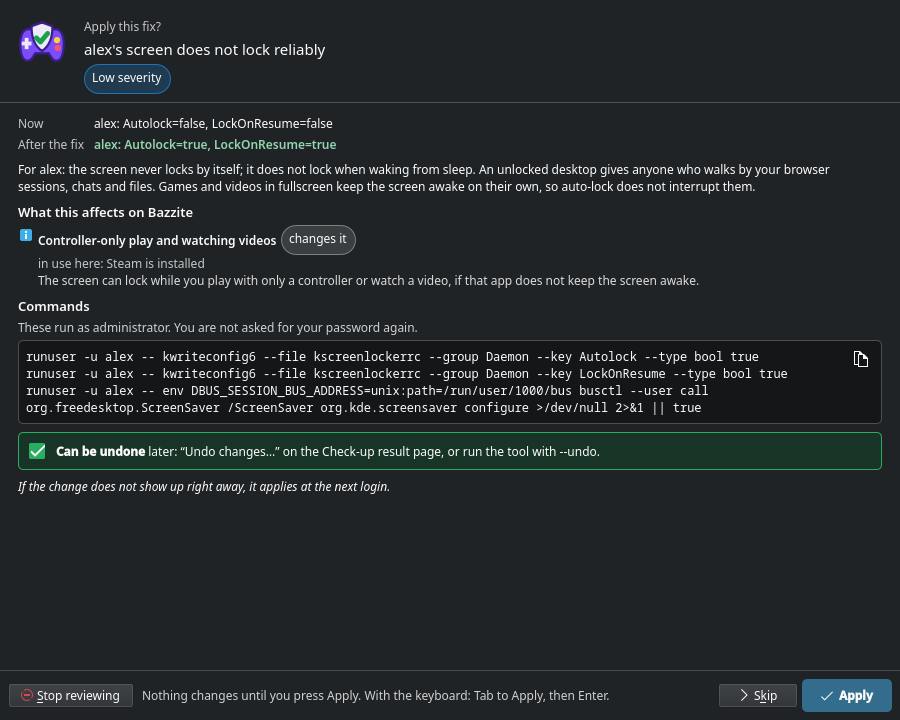 Apply this fix?
alex's screen does not lock reliably
Low severity
Now alex: Autolock=false, LockOnResume=false
After the fix alex: Autolock=true, LockOnResume=true
For alex: the screen never locks by itself; it does not lock when waking from sleep. An unlocked desktop gives anyone who walks by your browser
sessions, chats and files. Games and videos in fullscreen keep the screen awake on their own, so auto-lock does not interrupt them.
What this affects on Bazzite
Controller-only play and watching videos changes it
in use here: Steam is installed
The screen can lock while you play with only a controller or watch a video, if that app does not keep the screen awake.
Commands
These run as administrator. You are not asked for your password again.
runuser -u alex -- kwriteconfig6 --file kscreenlockerrc --group Daemon --key Autolock --type bool true
runuser -u alex -- kwriteconfig6 --file kscreenlockerrc --group Daemon --key LockOnResume --type bool true
runuser -u alex -- env DBUS_SESSION_BUS_ADDRESS=unix:path=/run/user/1000/bus busctl --user call
org.freedesktop.ScreenSaver /ScreenSaver org.kde.screensaver configure >/dev/null 2>&1 || true
Can be undone later: “Undo changes…” on the Check-up result page, or run the tool with --undo.
If the change does not show up right away, it applies at the next login.
Stop reviewing Nothing changes until you press Apply. With the keyboard: Tab to Apply, then Enter. Skip Apply